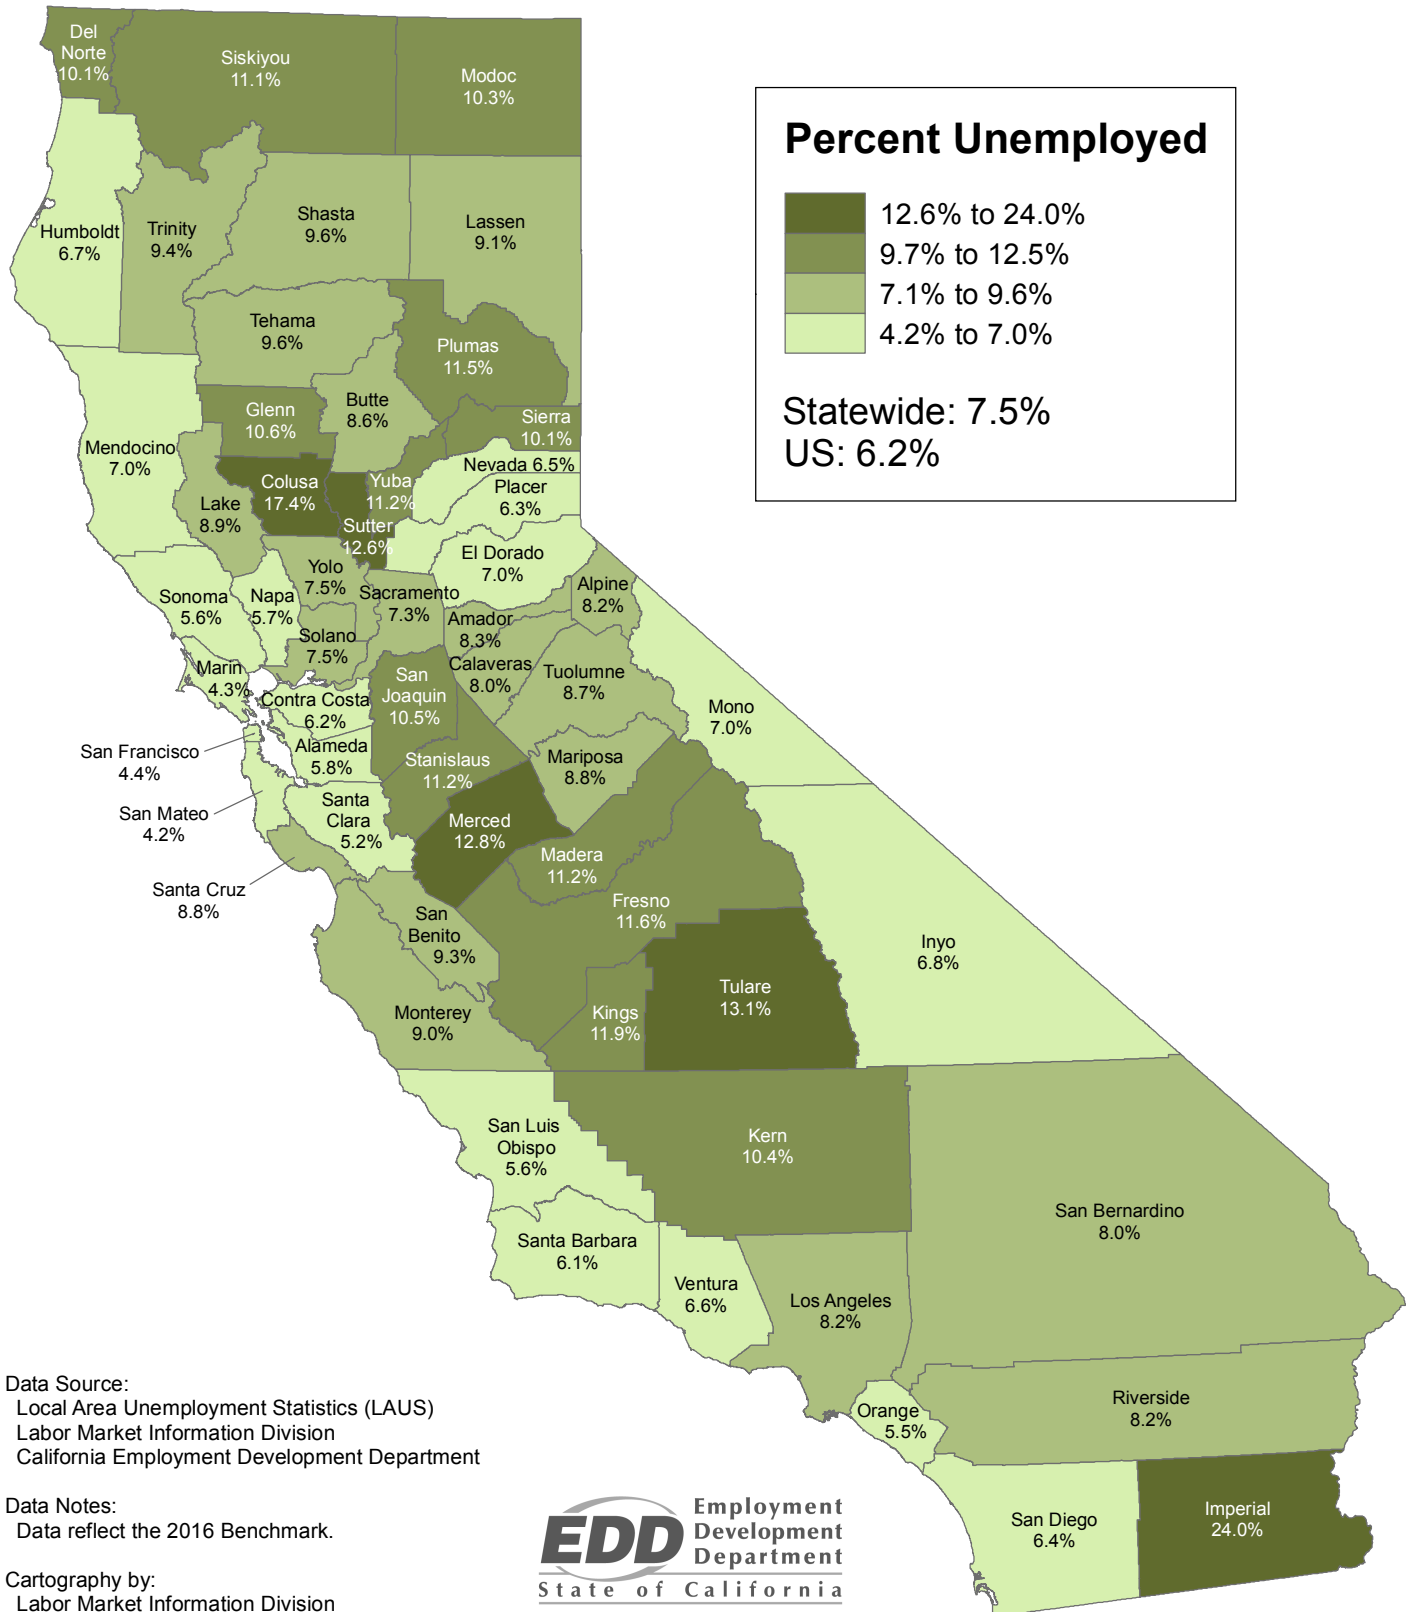 Del
Norte
10.1%
Siskiyou
11.1%
Modoc
10.3%
Percent Unemployed
12.6% to 24.0%
9.7% to 12.5%
7.1% to 9.6%
4.2% to 7.0%
Statewide: 7.5%
US: 6.2%
Humboldt
6.7%
Trinity
9.4%
Shasta
9.6%
Lassen
9.1%
Tehama
9.6%
Plumas
11.5%
Glenn
10.6%
Butte
8.6%
Sierra
10.1%
Mendocino
7.0%
Lake
8.9%
Colusa
17.4%
Sutter
12.6%
Yuba
11.2%
Nevada 6.5%
Placer
6.3%
El Dorado
7.0%
Sonoma
5.6%
Napa
5.7%
Yolo
7.5%
Solano
7.5%
Sacramento
7.3%
Amador
8.3%
Alpine
8.2%
Calaveras
8.0%
Tuolumne
8.7%
Marin
4.3%
Contra Costa
6.2%
San
Joaquin
10.5%
Mono
7.0%
San Francisco
4.4%
Alameda
5.8%
Stanislaus
11.2%
Mariposa
8.8%
San Mateo
4.2%
Santa
Clara
5.2%
Merced
12.8%
Madera
11.2%
Santa Cruz
8.8%
San
Benito
9.3%
Fresno
11.6%
Inyo
6.8%
Monterey
9.0%
Kings
11.9%
Tulare
13.1%
San Luis
Obispo
5.6%
Kern
10.4%
San Bernardino
8.0%
Santa Barbara
6.1%
Ventura
6.6%
Los Angeles
8.2%
Orange
5.5%
Riverside
8.2%
San Diego
6.4%
Imperial
24.0%
Data Source:
Local Area Unemployment Statistics (LAUS)
Labor Market Information Division
California Employment Development Department
Data Notes:
Data reflect the 2016 Benchmark.
Cartography by:
Labor Market Information Division
EDD
Employment
Development
Department
State of California